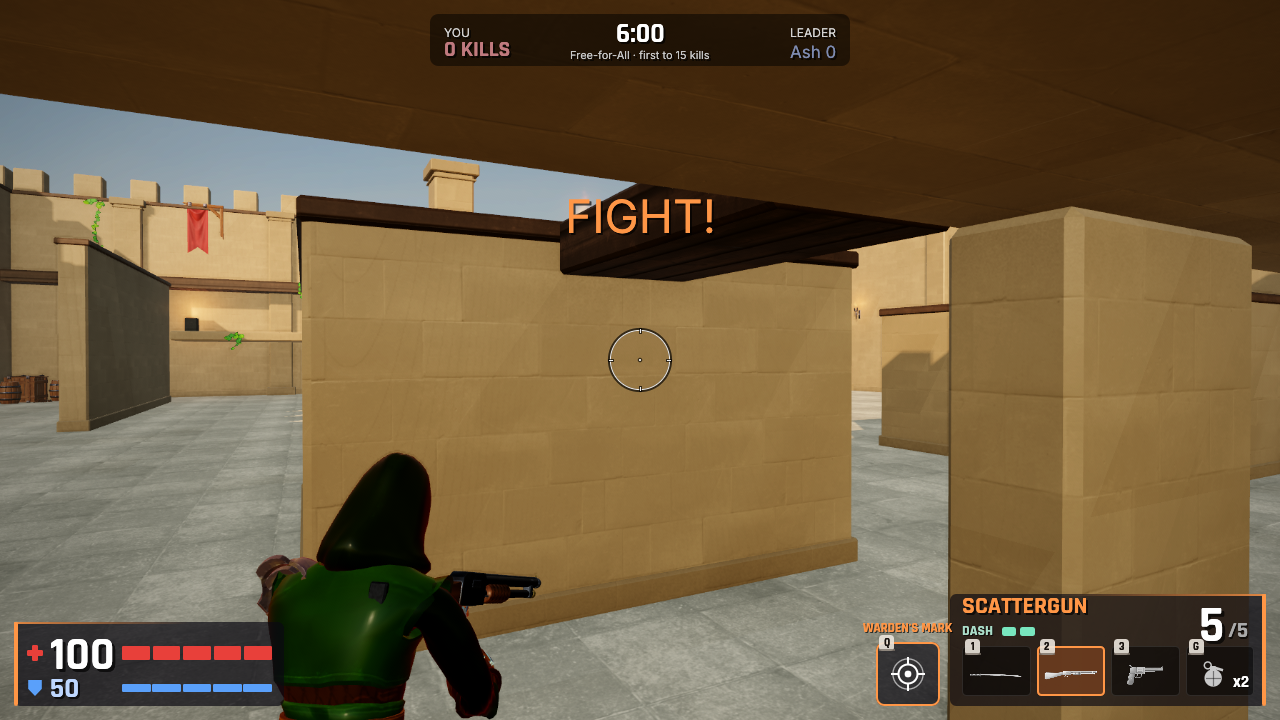 YOU
0 KILLS
6:00
Free-for-All · first to 15 kills
LEADER
Ash 0
FIGHT!
100
50
WARDEN'S MARK
Q
SCATTERGUN
DASH
5/5
1
2
3
G
x2